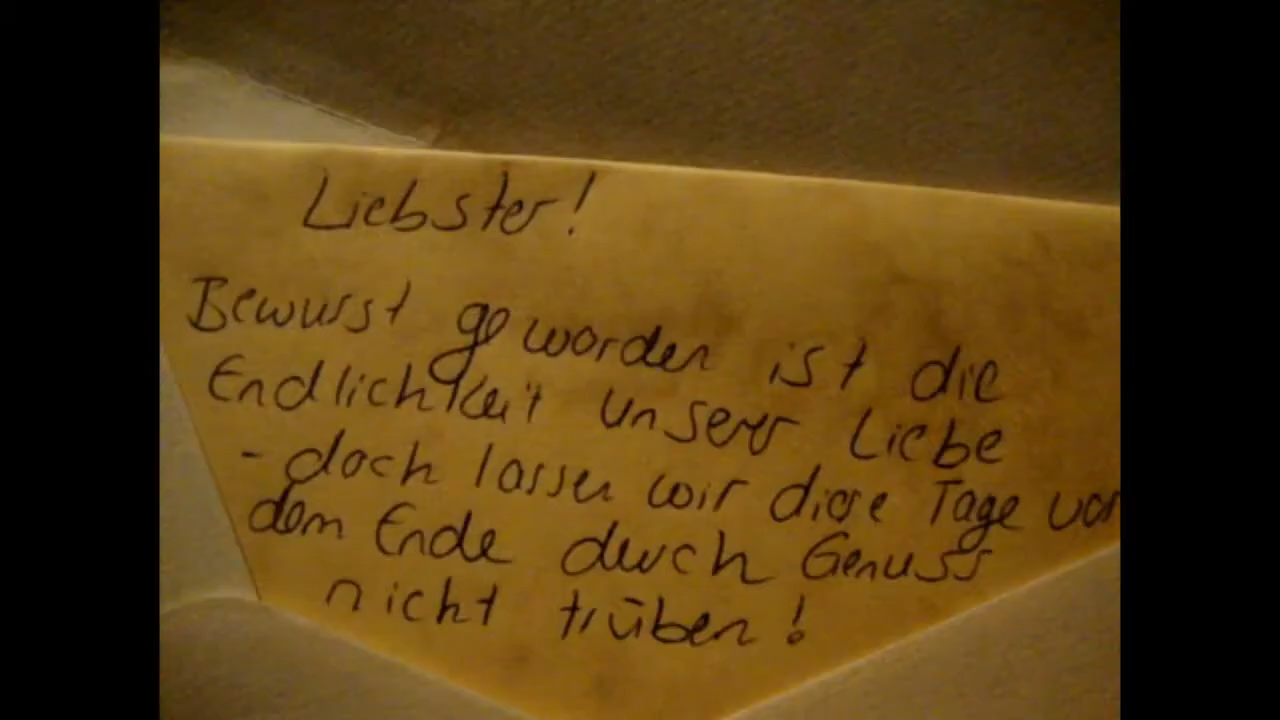 Liebster!
Bewusst geworden ist die
Endlichkeit unserer Liebe
- doch lassen wir diese Tage vor
dem Ende durch Genuss
nicht trüben!